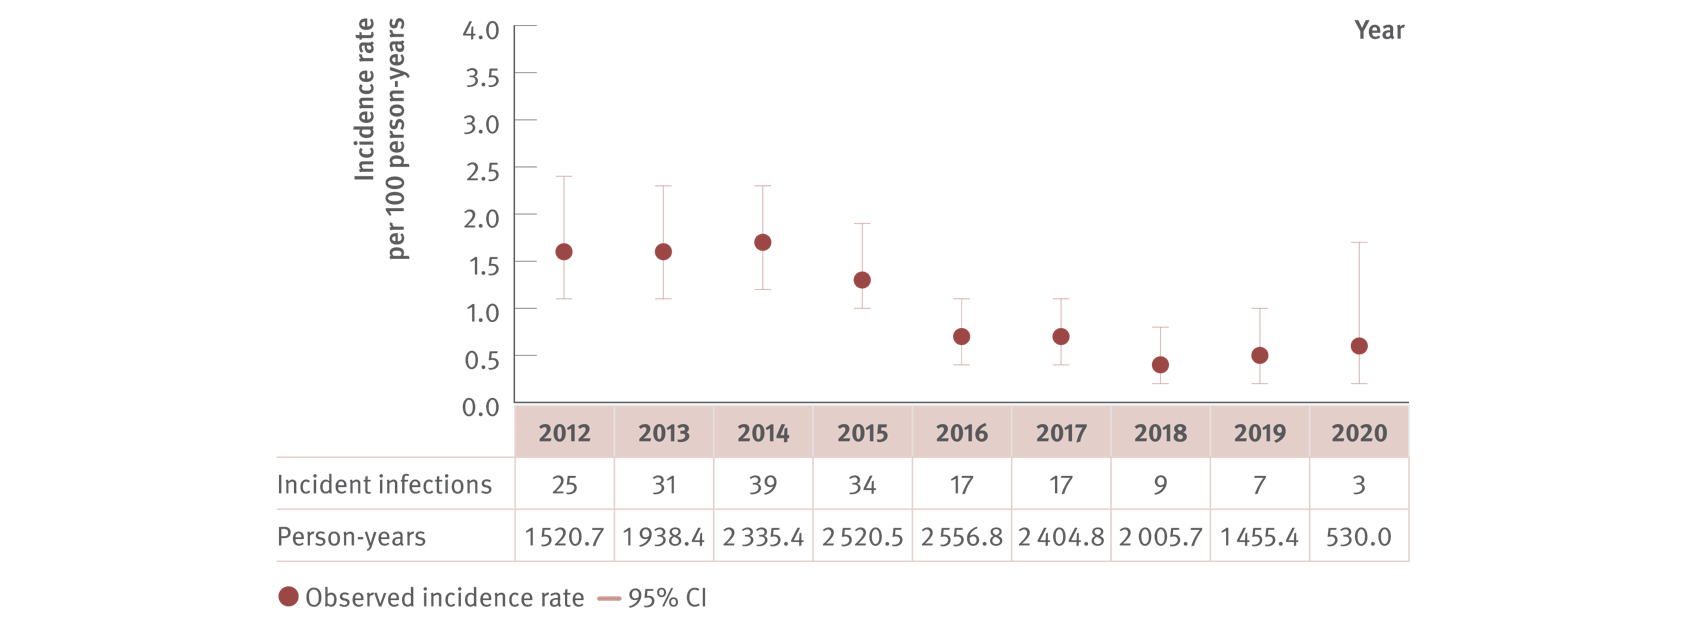 Incidence rate
per 100 person-years
Year
4.0
3.5
3.0
2.5
2.0
1.5
1.0
0.5
0.0
2012 2013 2014 2015 2016 2017 2018 2019 2020
Incident infections 25 31 39 34 17 17 9 7 3
Person-years 1 520.7 1 938.4 2 335.4 2 520.5 2 556.8 2 404.8 2 005.7 1 455.4 530.0
Observed incidence rate 95% CI